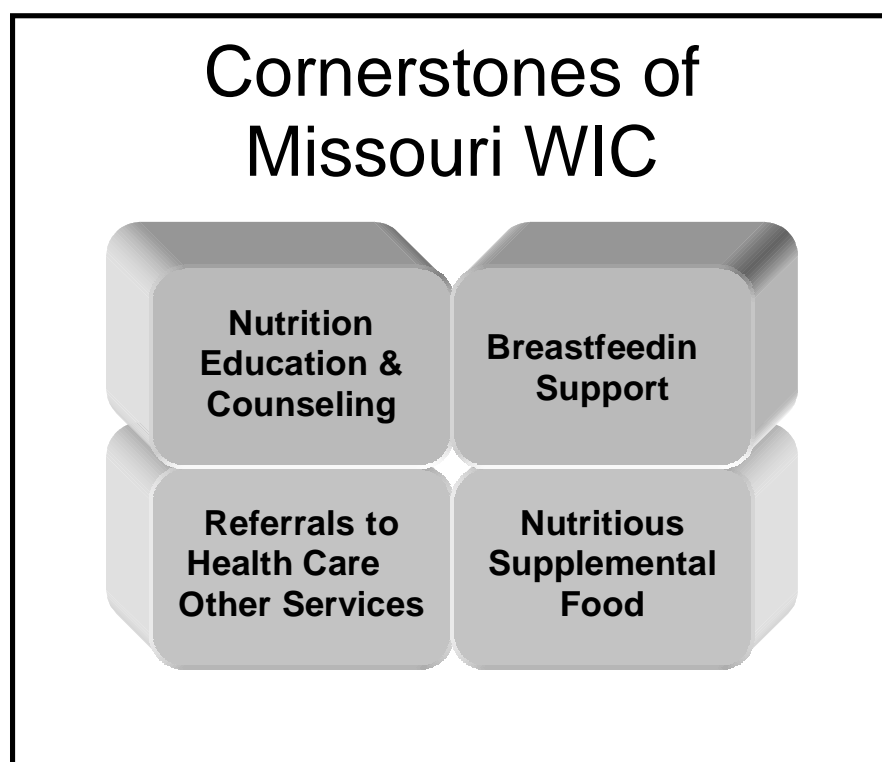 Cornerstones of
Missouri WIC
Nutrition
Education &
Counseling
Breastfeedin
Support
Referrals to
Health Care
Other Services
Nutritious
Supplemental
Food